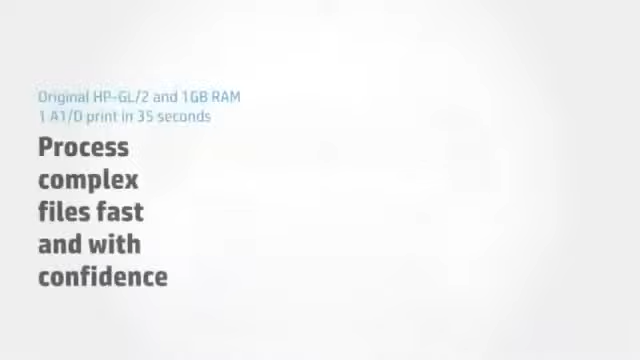 Original HP-GL/2 and 1GB RAM
1 A1/D print in 35 seconds
Process
complex
files fast
and with
confidence